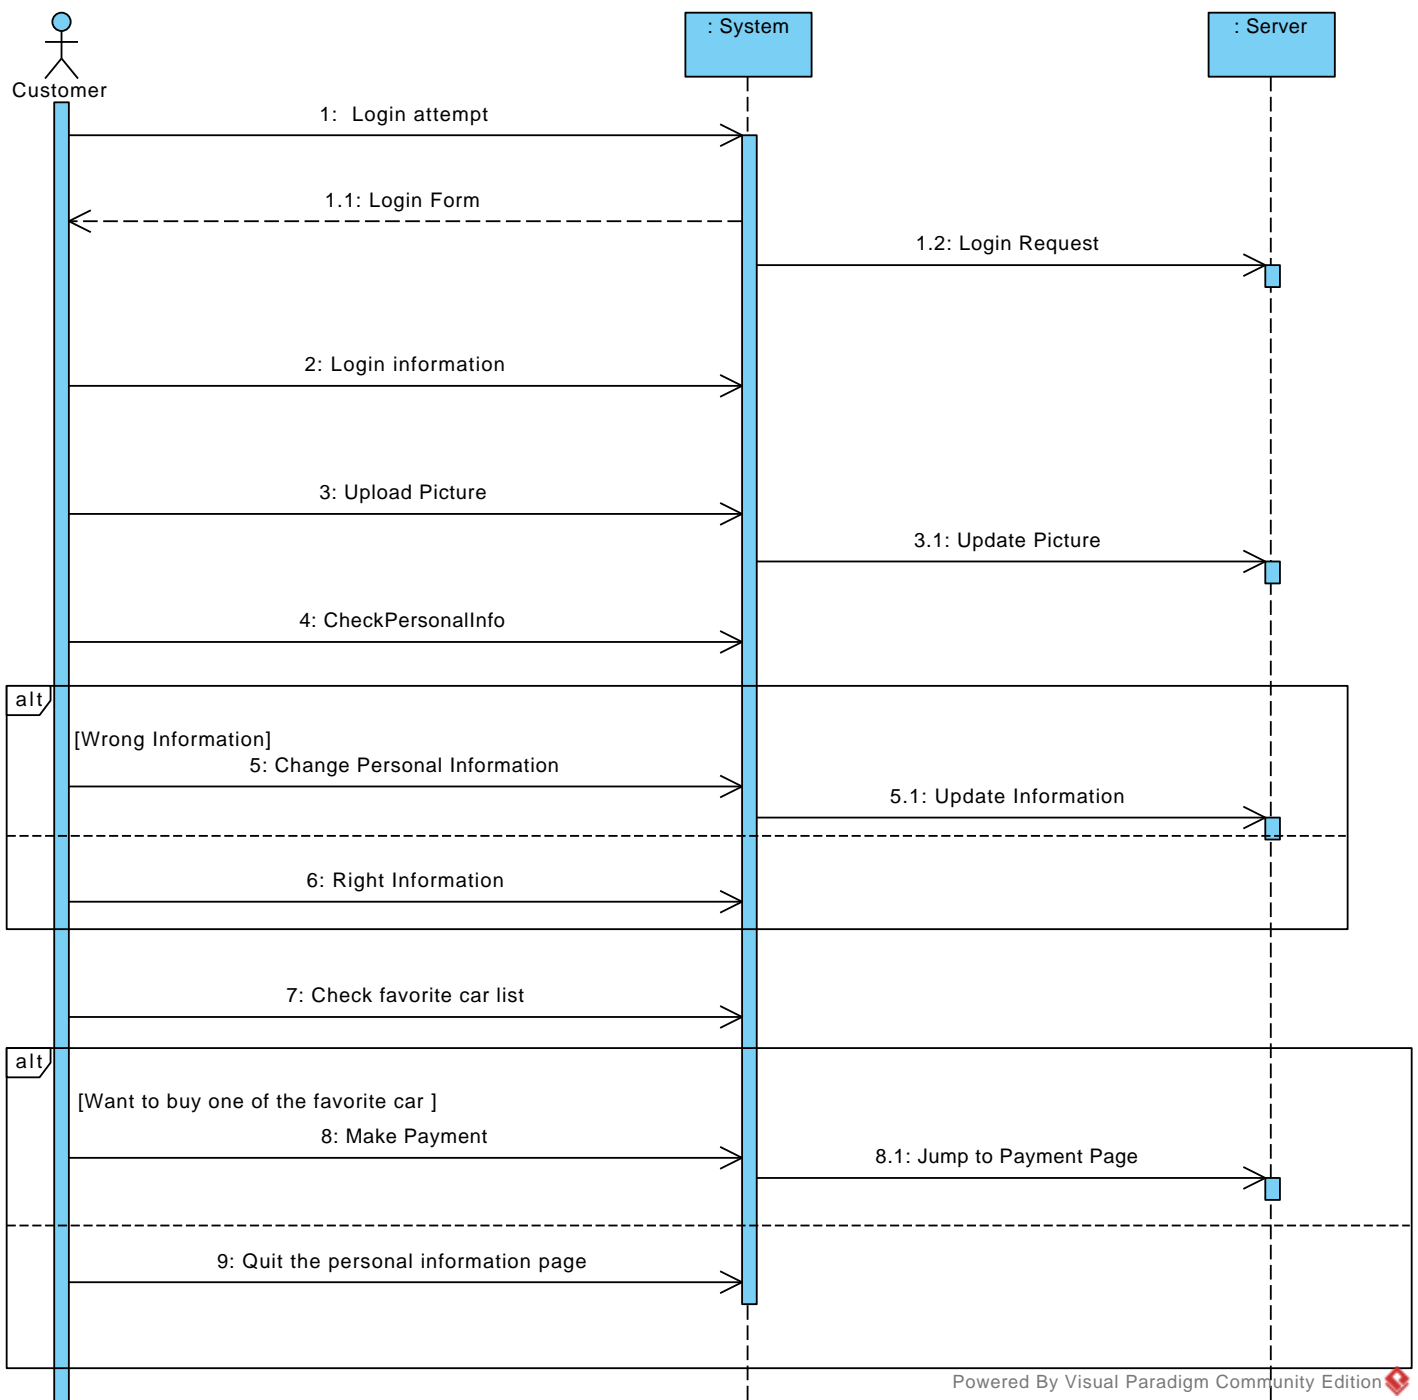 : System
: Server
Customer
1:  Login attempt
1.1: Login Form
1.2: Login Request
2: Login information
3: Upload Picture
3.1: Update Picture
4: CheckPersonalInfo
alt
[Wrong Information]
5: Change Personal Information
5.1: Update Information
6: Right Information
7: Check favorite car list
alt
[Want to buy one of the favorite car ]
8: Make Payment
8.1: Jump to Payment Page
9: Quit the personal information page
Powered By Visual Paradigm Community Edition